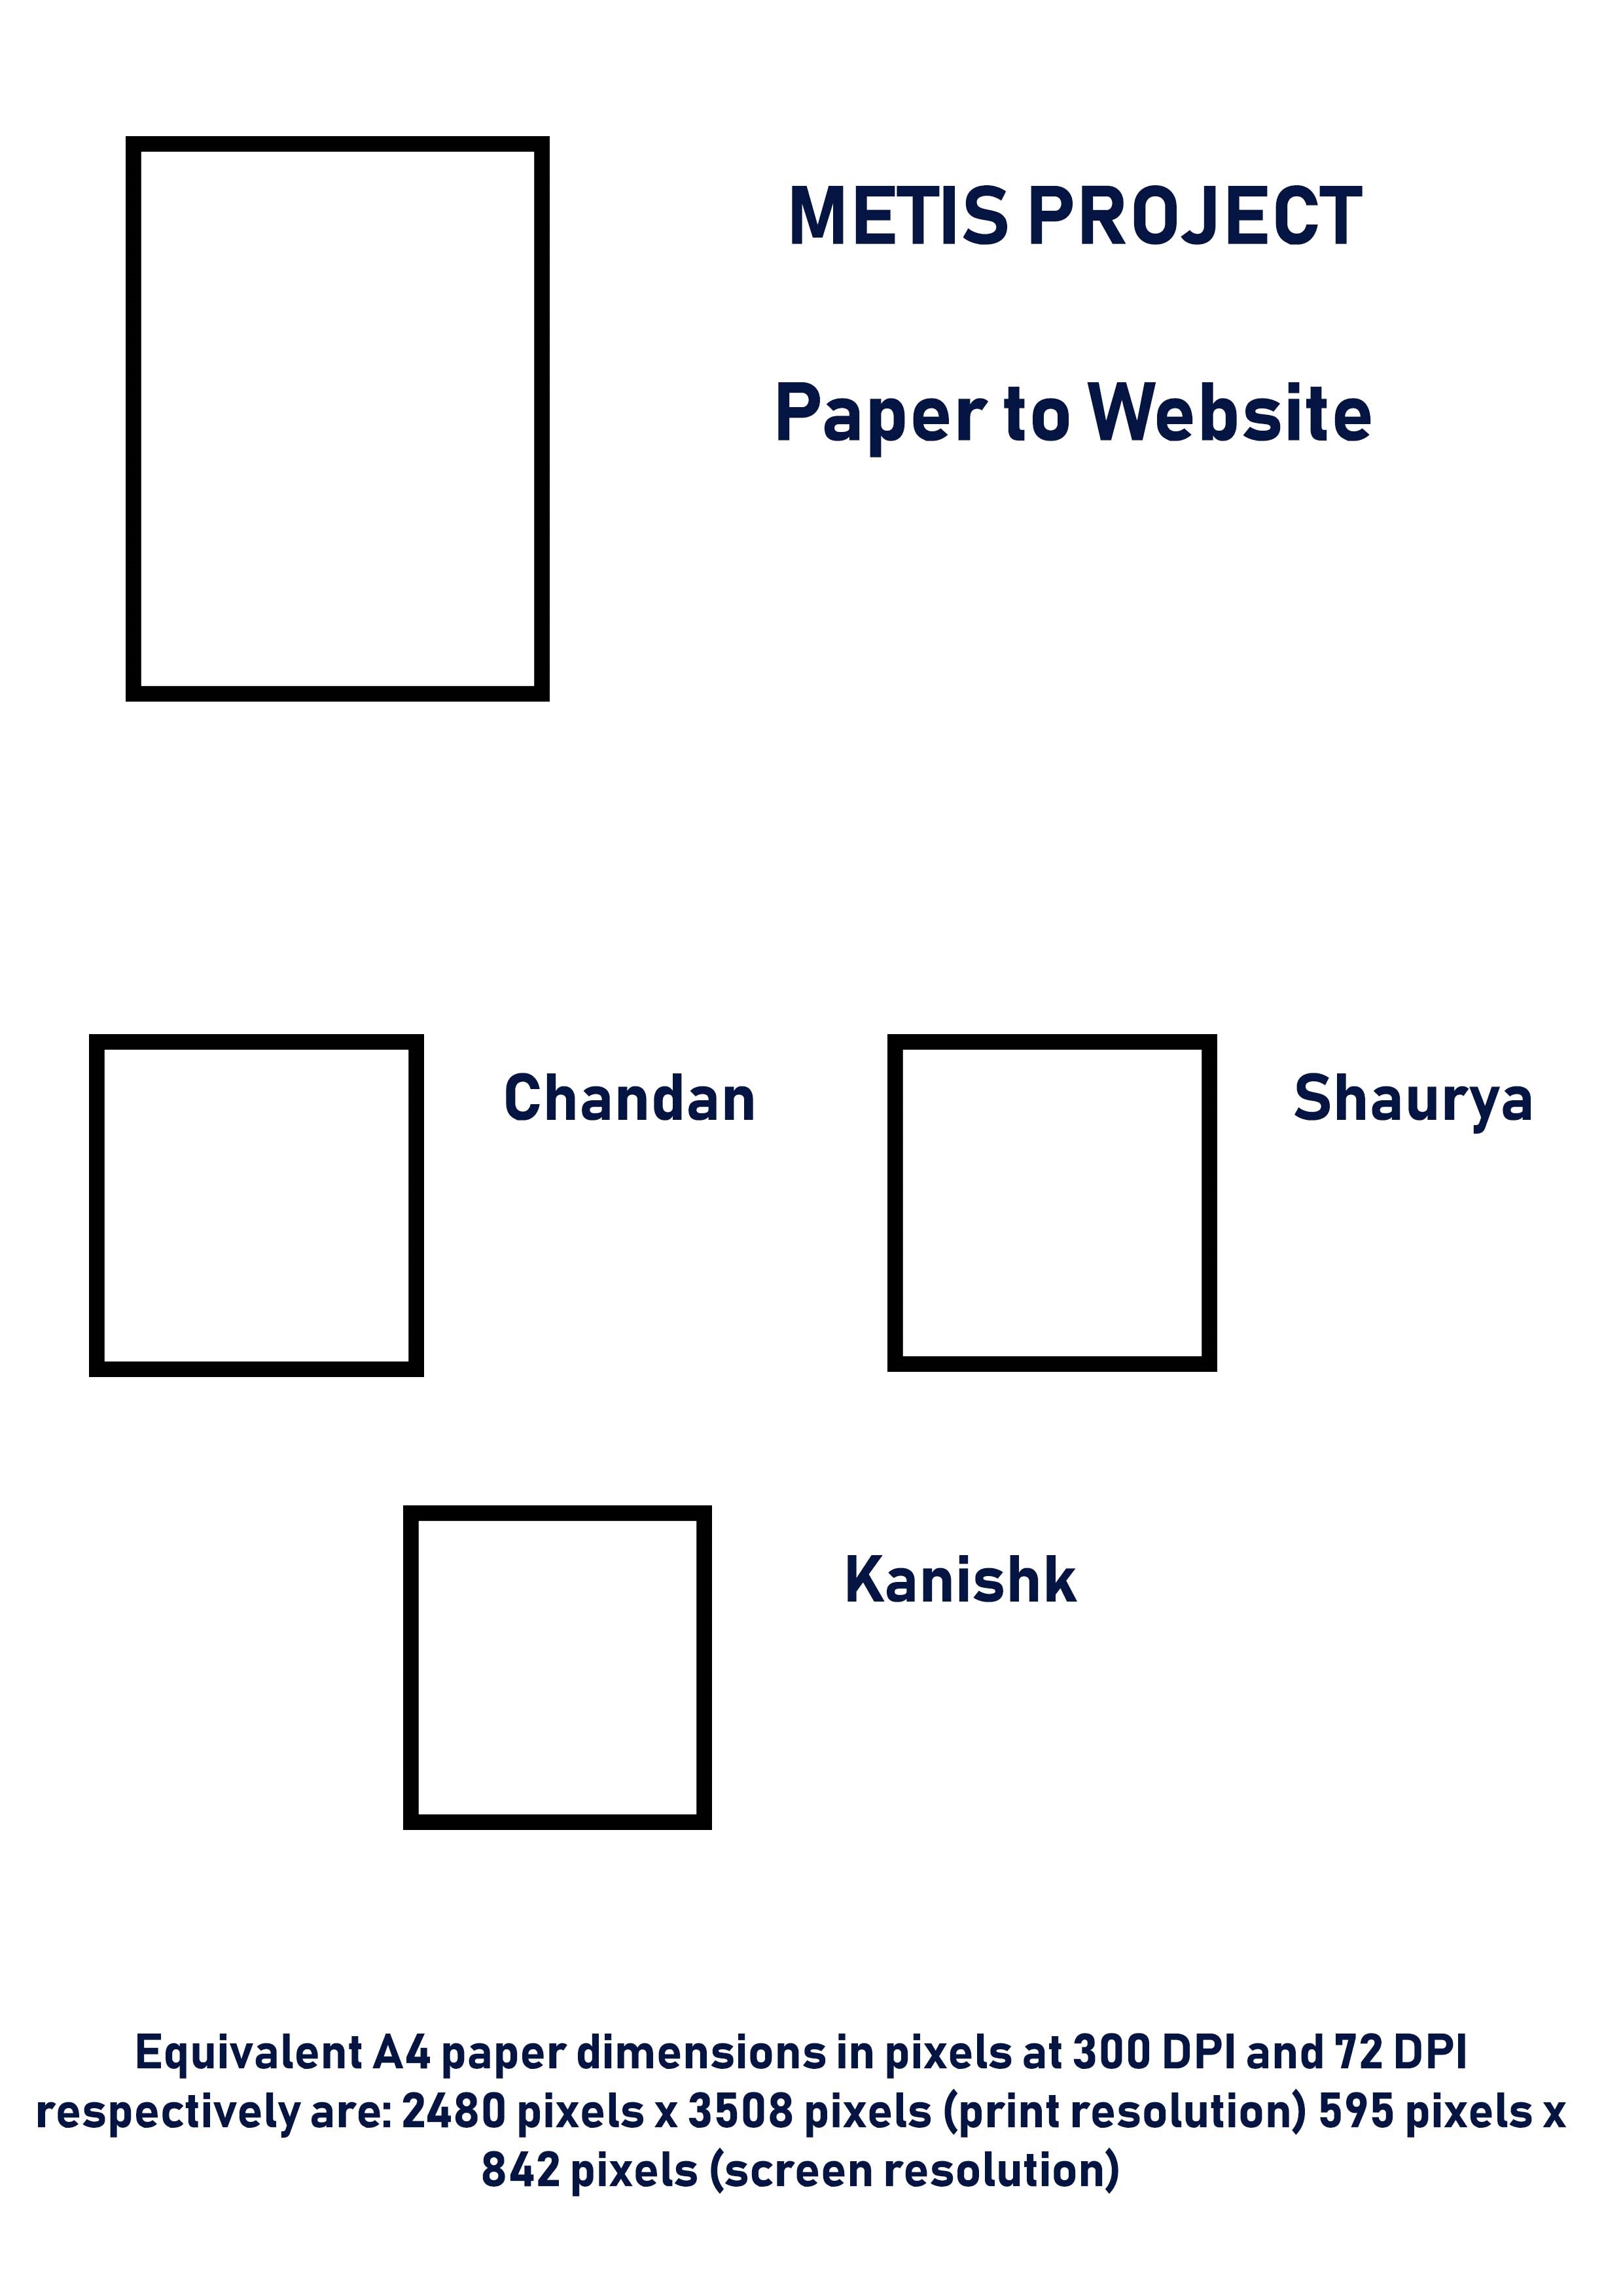 METIS PROJECT
Paper to Website
Chandan
Shaurya
Kanishk
Equivalent A4 paper dimensions in pixels at 300 DPI and 72 DPI
respectively are: 2480 pixels x 3508 pixels (print resolution) 595 pixels x
842 pixels (screen resolution)